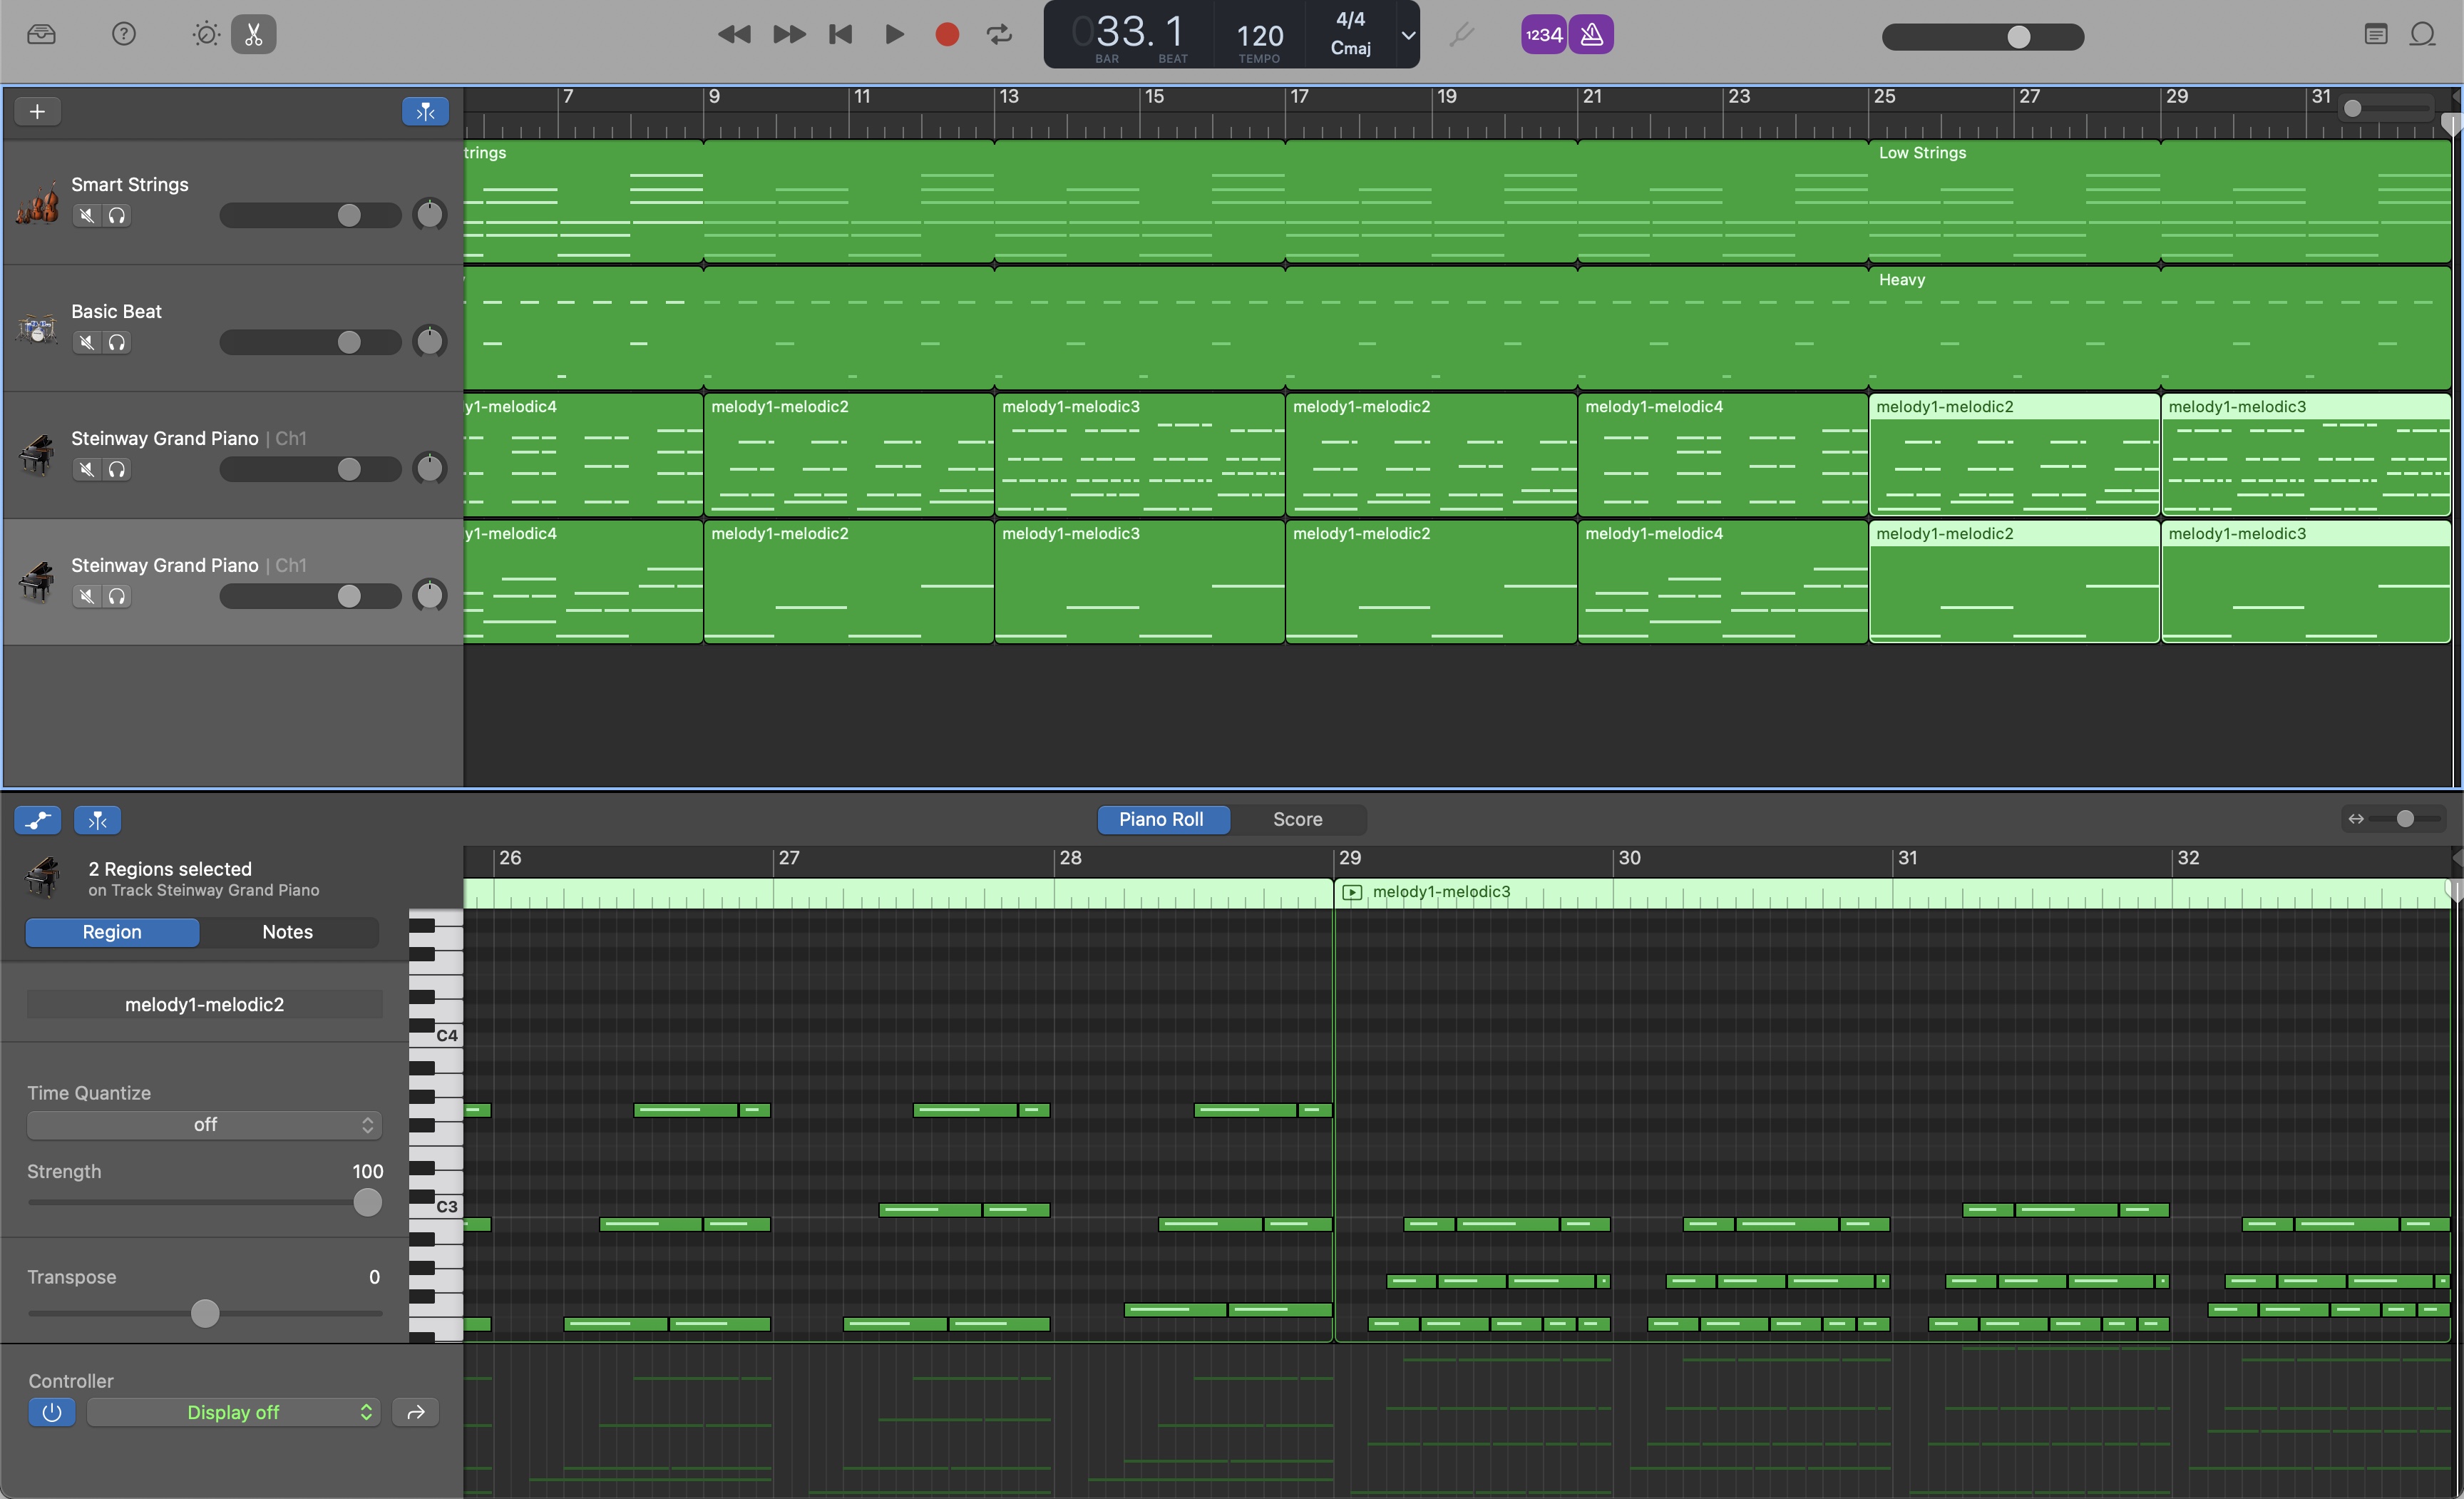 ?
033. 1
BAR BEAT
120
TEMPO
4/4
Cmaj
1234
+
7 9 11 13 15 17 19 21 23 25 27 29 31
Smart Strings
trings
Low Strings
Basic Beat
Heavy
Steinway Grand Piano | Ch1
y1-melodic4 melody1-melodic2 melody1-melodic3 melody1-melodic2 melody1-melodic4 melody1-melodic2 melody1-melodic3
Steinway Grand Piano | Ch1
y1-melodic4 melody1-melodic2 melody1-melodic3 melody1-melodic2 melody1-melodic4 melody1-melodic2 melody1-melodic3
Piano Roll Score
26 27 28 29 30 31 32
2 Regions selected
on Track Steinway Grand Piano
melody1-melodic3
Region Notes
melody1-melodic2
C4
Time Quantize
off
Strength 100
C3
Transpose 0
Controller
Display off